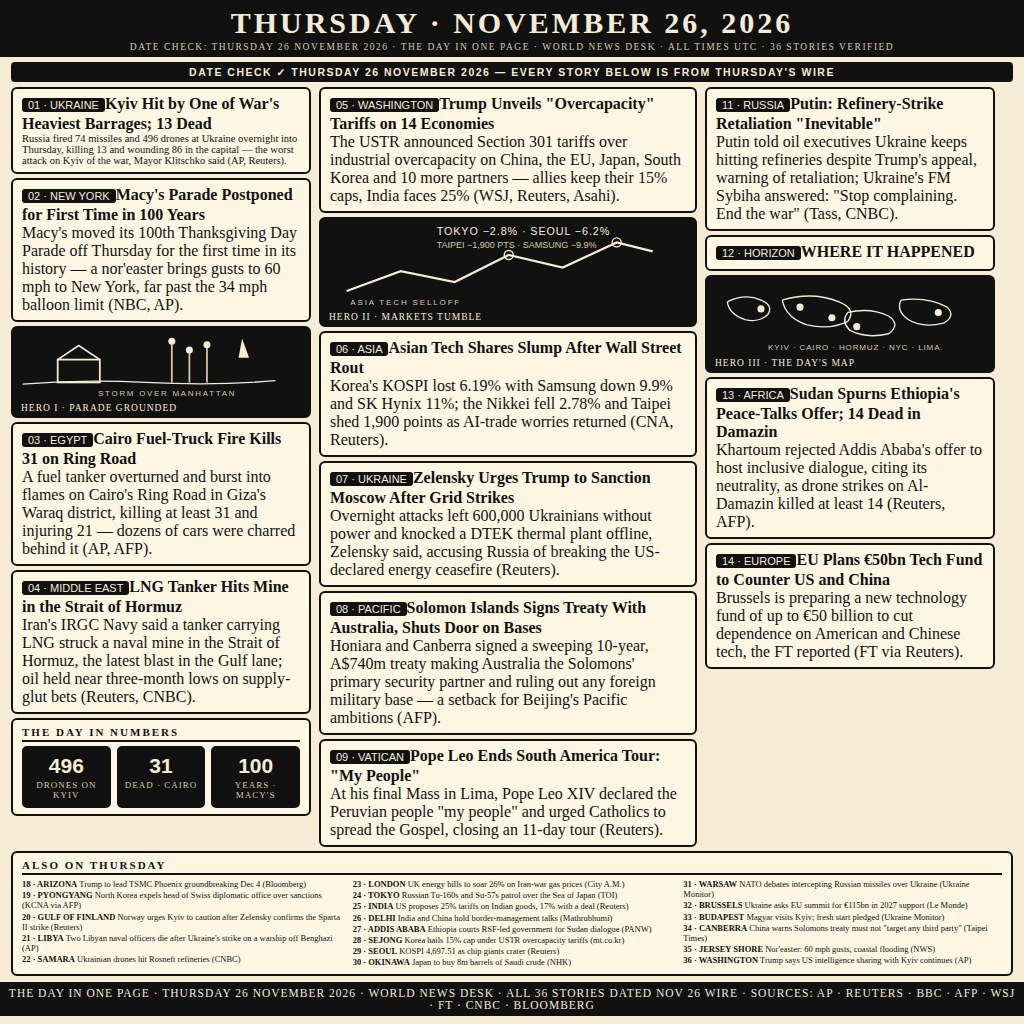 THURSDAY · NOVEMBER 26, 2026
DATE CHECK: THURSDAY 26 NOVEMBER 2026 · THE DAY IN ONE PAGE · WORLD NEWS DESK · ALL TIMES UTC · 36 STORIES VERIFIED
DATE CHECK ✓ THURSDAY 26 NOVEMBER 2026 — EVERY STORY BELOW IS FROM THURSDAY'S WIRE
01 · UKRAINE Kyiv Hit by One of War's
Heaviest Barrages; 13 Dead
Russia fired 74 missiles and 496 drones at Ukraine overnight into
Thursday, killing 13 and wounding 86 in the capital — the worst
attack on Kyiv of the war, Mayor Klitschko said (AP, Reuters).
02 · NEW YORK Macy's Parade Postponed
for First Time in 100 Years
Macy's moved its 100th Thanksgiving Day
Parade off Thursday for the first time in its
history — a nor'easter brings gusts to 60
mph to New York, far past the 34 mph
balloon limit (NBC, AP).
STORM OVER MANHATTAN
HERO I · PARADE GROUNDED
03 · EGYPT Cairo Fuel-Truck Fire Kills
31 on Ring Road
A fuel tanker overturned and burst into
flames on Cairo's Ring Road in Giza's
Waraq district, killing at least 31 and
injuring 21 — dozens of cars were charred
behind it (AP, AFP).
04 · MIDDLE EAST LNG Tanker Hits Mine
in the Strait of Hormuz
Iran's IRGC Navy said a tanker carrying
LNG struck a naval mine in the Strait of
Hormuz, the latest blast in the Gulf lane;
oil held near three-month lows on supply-
glut bets (Reuters, CNBC).
THE DAY IN NUMBERS
496
DRONES ON
KYIV
31
DEAD · CAIRO
100
YEARS ·
MACY'S
05 · WASHINGTON Trump Unveils "Overcapacity"
Tariffs on 14 Economies
The USTR announced Section 301 tariffs over
industrial overcapacity on China, the EU, Japan, South
Korea and 10 more partners — allies keep their 15%
caps, India faces 25% (WSJ, Reuters, Asahi).
TOKYO −2.8% · SEOUL −6.2%
TAIPEI −1,900 PTS · SAMSUNG −9.9%
ASIA TECH SELLOFF
HERO II · MARKETS TUMBLE
06 · ASIA Asian Tech Shares Slump After Wall Street
Rout
Korea's KOSPI lost 6.19% with Samsung down 9.9%
and SK Hynix 11%; the Nikkei fell 2.78% and Taipei
shed 1,900 points as AI-trade worries returned (CNA,
Reuters).
07 · UKRAINE Zelensky Urges Trump to Sanction
Moscow After Grid Strikes
Overnight attacks left 600,000 Ukrainians without
power and knocked a DTEK thermal plant offline,
Zelensky said, accusing Russia of breaking the US-
declared energy ceasefire (Reuters).
08 · PACIFIC Solomon Islands Signs Treaty With
Australia, Shuts Door on Bases
Honiara and Canberra signed a sweeping 10-year,
A$740m treaty making Australia the Solomons'
primary security partner and ruling out any foreign
military base — a setback for Beijing's Pacific
ambitions (AFP).
09 · VATICAN Pope Leo Ends South America Tour:
"My People"
At his final Mass in Lima, Pope Leo XIV declared the
Peruvian people "my people" and urged Catholics to
spread the Gospel, closing an 11-day tour (Reuters).
11 · RUSSIA Putin: Refinery-Strike
Retaliation "Inevitable"
Putin told oil executives Ukraine keeps
hitting refineries despite Trump's appeal,
warning of retaliation; Ukraine's FM
Sybiha answered: "Stop complaining.
End the war" (Tass, CNBC).
12 · HORIZON WHERE IT HAPPENED
KYIV · CAIRO · HORMUZ · NYC · LIMA
HERO III · THE DAY'S MAP
13 · AFRICA Sudan Spurns Ethiopia's
Peace-Talks Offer; 14 Dead in
Damazin
Khartoum rejected Addis Ababa's offer to
host inclusive dialogue, citing its
neutrality, as drone strikes on Al-
Damazin killed at least 14 (Reuters,
AFP).
14 · EUROPE EU Plans €50bn Tech Fund
to Counter US and China
Brussels is preparing a new technology
fund of up to €50 billion to cut
dependence on American and Chinese
tech, the FT reported (FT via Reuters).
ALSO ON THURSDAY
18 · ARIZONA Trump to lead TSMC Phoenix groundbreaking Dec 4 (Bloomberg)
19 · PYONGYANG North Korea expels head of Swiss diplomatic office over sanctions
(KCNA via AFP)
20 · GULF OF FINLAND Norway urges Kyiv to caution after Zelensky confirms the Sparta
II strike (Reuters)
21 · LIBYA Two Libyan naval officers die after Ukraine's strike on a warship off Benghazi
(AP)
22 · SAMARA Ukrainian drones hit Rosneft refineries (CNBC)
23 · LONDON UK energy bills to soar 26% on Iran-war gas prices (City A.M.)
24 · TOKYO Russian Tu-160s and Su-57s patrol over the Sea of Japan (TOI)
25 · INDIA US proposes 25% tariffs on Indian goods, 17% with a deal (Reuters)
26 · DELHI India and China hold border-management talks (Mathrubhumi)
27 · ADDIS ABABA Ethiopia courts RSF-led government for Sudan dialogue (PANW)
28 · SEJONG Korea hails 15% cap under USTR overcapacity tariffs (mt.co.kr)
29 · SEOUL KOSPI 4,697.51 as chip giants crater (Reuters)
30 · OKINAWA Japan to buy 8m barrels of Saudi crude (NHK)
31 · WARSAW NATO debates intercepting Russian missiles over Ukraine (Ukraine
Monitor)
32 · BRUSSELS Ukraine asks EU summit for €115bn in 2027 support (Le Monde)
33 · BUDAPEST Magyar visits Kyiv; fresh start pledged (Ukraine Monitor)
34 · CANBERRA China warns Solomons treaty must not "target any third party" (Taipei
Times)
35 · JERSEY SHORE Nor'easter: 60 mph gusts, coastal flooding (NWS)
36 · WASHINGTON Trump says US intelligence sharing with Kyiv continues (AP)
THE DAY IN ONE PAGE · THURSDAY 26 NOVEMBER 2026 · WORLD NEWS DESK · ALL 36 STORIES DATED NOV 26 WIRE · SOURCES: AP · REUTERS · BBC · AFP · WSJ
· FT · CNBC · BLOOMBERG